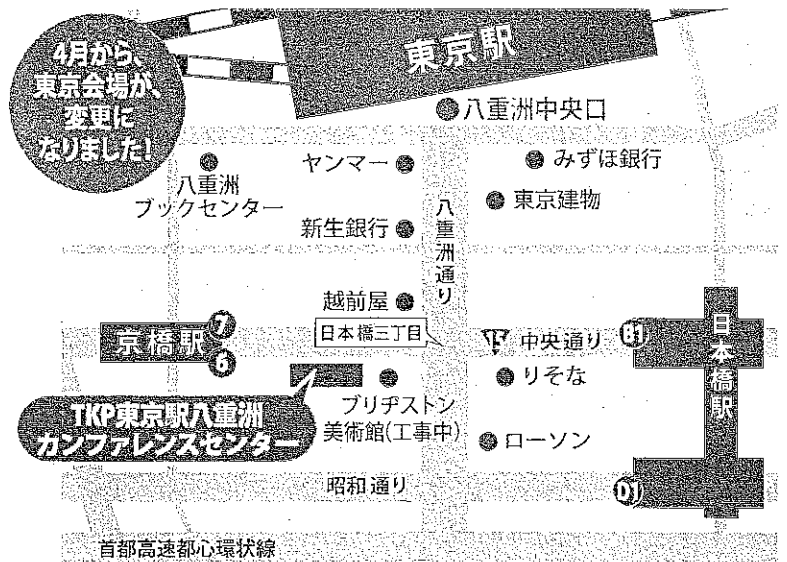 4月から、
東京会場が、
変更に
なりました!
東京駅
八重洲中央口
八重洲
ブックセンター
ヤンマー
みずほ銀行
東京建物
新生銀行
八重洲通り
越前屋
日本橋三丁目
京橋駅
7
6
15
中央通り
B1
日本橋駅
りそな
TKP東京駅八重洲
カンファレンスセンター
ブリヂストン
美術館(工事中)
ローソン
昭和通り
D1
首都高速都心環状線